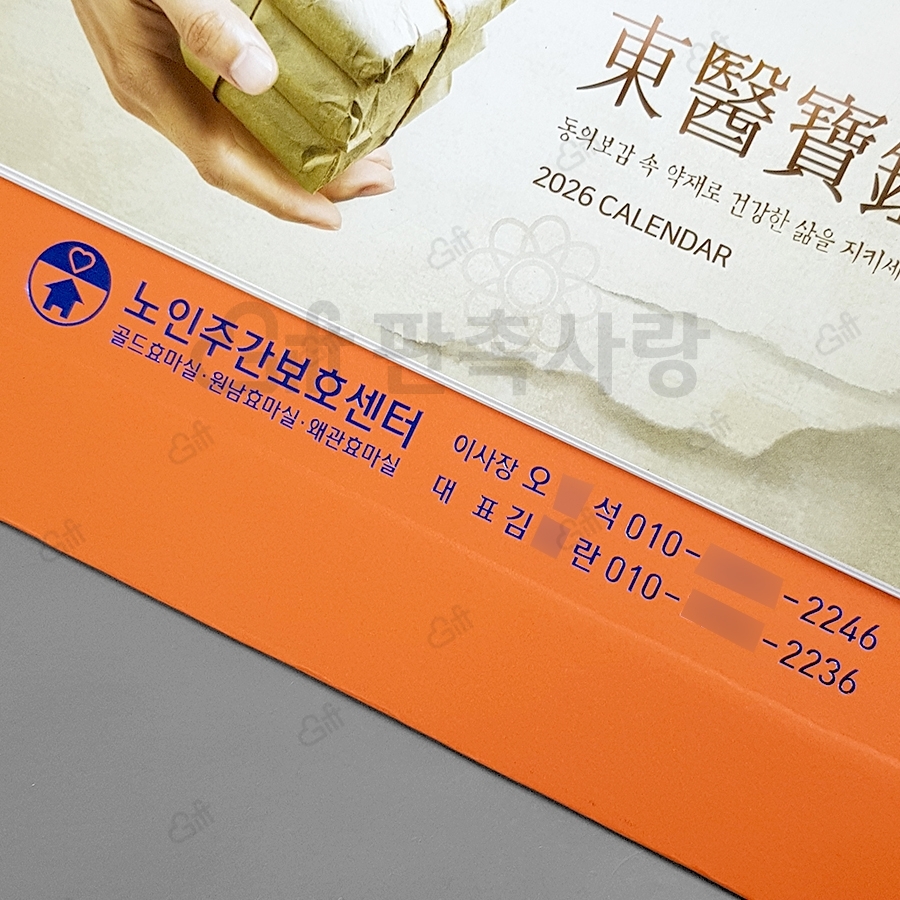 東醫寶鑑
동의보감 속 약재로 건강한 삶을 지키세
2026 CALENDAR
Gift 판촉사랑
노인주간보호센터
골드효마실·원남효마실·왜관효마실
이사장 오 석 010- -2246
대 표 김 란 010- -2236